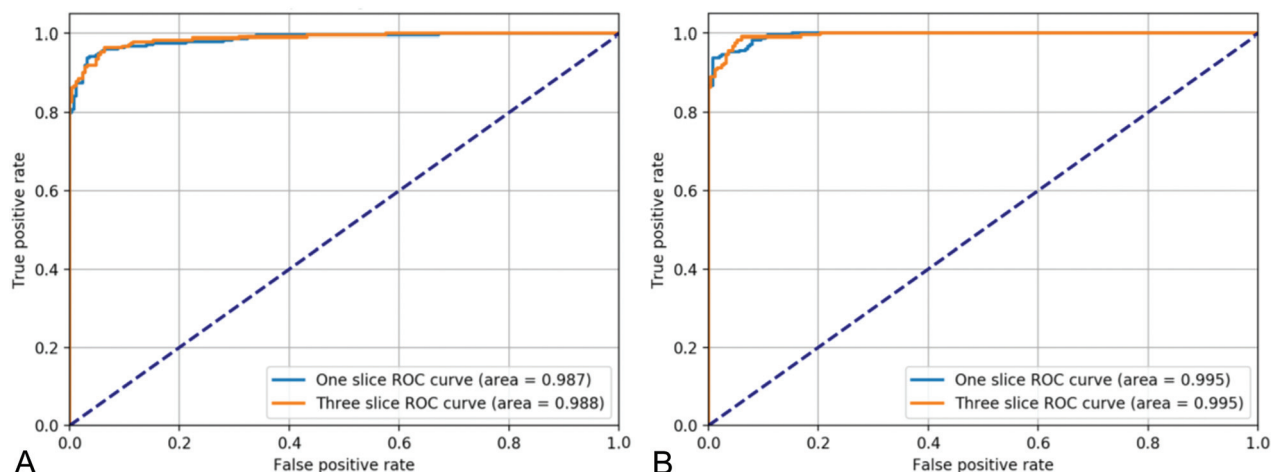 1.0
0.8
0.6
0.4
0.2
0.0
True positive rate
0.0 0.2 0.4 0.6 0.8 1.0
False positive rate
One slice ROC curve (area = 0.987)
Three slice ROC curve (area = 0.988)
A
1.0
0.8
0.6
0.4
0.2
0.0
True positive rate
0.0 0.2 0.4 0.6 0.8 1.0
False positive rate
One slice ROC curve (area = 0.995)
Three slice ROC curve (area = 0.995)
B